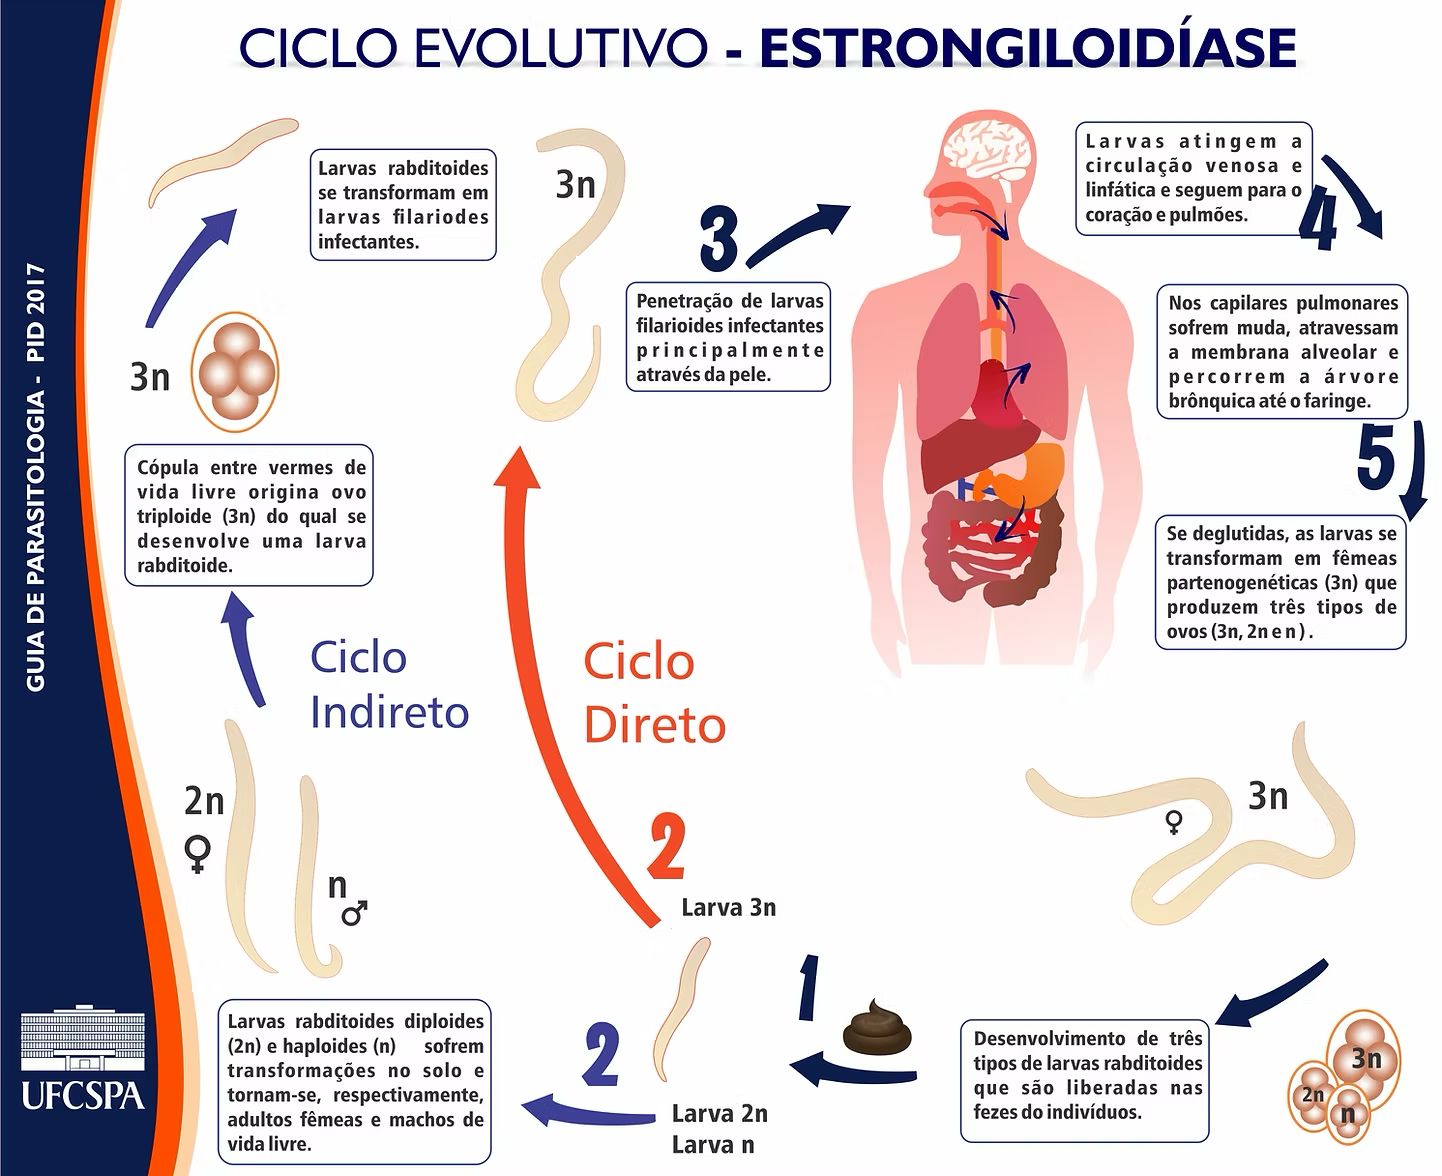 CICLO EVOLUTIVO - ESTRONGILOIDÍASE
GUIA DE PARASITOLOGIA - PID 2017
Larvas rabditoides
se transformam em
larvas filariodes
infectantes.
3n
3
Penetração de larvas
filarioides infectantes
principalmente
através da pele.
Larvas atingem a
circulação venosa e
linfática e seguem para o
coração e pulmões.
4
Nos capilares pulmonares
sofrem muda, atravessam
a membrana alveolar e
percorrem a árvore
brônquica até o faringe.
5
Se deglutidas, as larvas se
transformam em fêmeas
partenogenéticas (3n) que
produzem três tipos de
ovos (3n, 2n e n) .
3n
Cópula entre vermes de
vida livre origina ovo
triploide (3n) do qual se
desenvolve uma larva
rabditoide.
Ciclo
Indireto
Ciclo
Direto
2n
♀
n
♂
2
Larva 3n
♀
3n
1
Desenvolvimento de três
tipos de larvas rabditoides
que são liberadas nas
fezes do indivíduos.
3n
2n
n
Larvas rabditoides diploides
(2n) e haploides (n) sofrem
transformações no solo e
tornam-se, respectivamente,
adultos fêmeas e machos de
vida livre.
2
Larva 2n
Larva n
UFCSPA